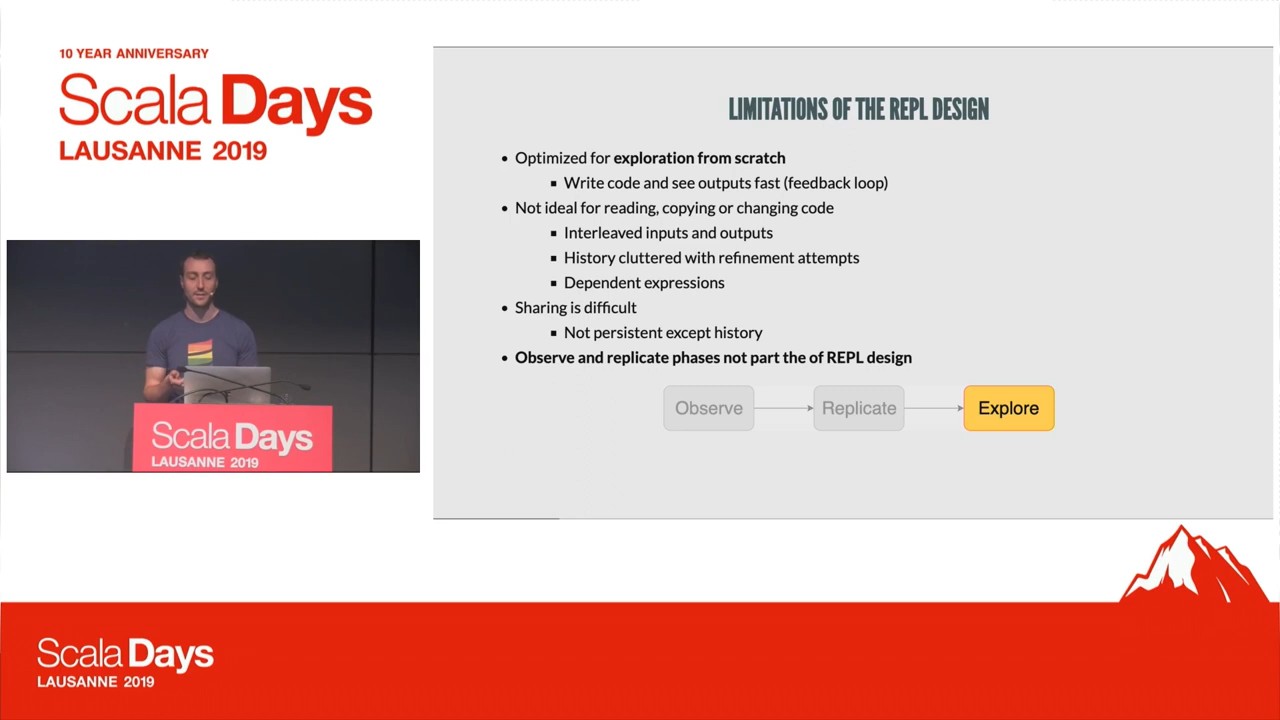 10 YEAR ANNIVERSARY
Scala Days
LAUSANNE 2019
LIMITATIONS OF THE REPL DESIGN
• Optimized for exploration from scratch
▪ Write code and see outputs fast (feedback loop)
• Not ideal for reading, copying or changing code
▪ Interleaved inputs and outputs
▪ History cluttered with refinement attempts
▪ Dependent expressions
• Sharing is difficult
▪ Not persistent except history
• Observe and replicate phases not part the of REPL design
Observe
Replicate
Explore
Scala Days
LAUSANNE 2019
Scala Days
LAUSANNE 2019